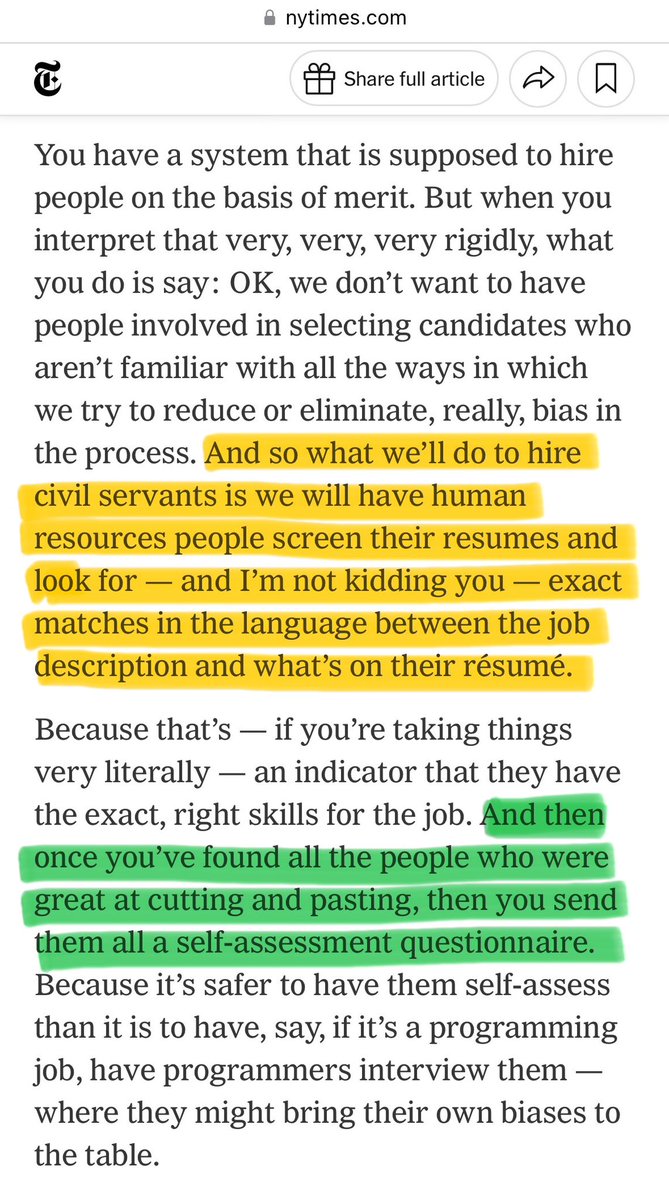 nytimes.com
T
Share full article
You have a system that is supposed to hire
people on the basis of merit. But when you
interpret that very, very, very rigidly, what
you do is say: OK, we don’t want to have
people involved in selecting candidates who
aren’t familiar with all the ways in which
we try to reduce or eliminate, really, bias in
the process. And so what we’ll do to hire
civil servants is we will have human
resources people screen their resumes and
look for — and I’m not kidding you — exact
matches in the language between the job
description and what’s on their résumé.
Because that’s — if you’re taking things
very literally — an indicator that they have
the exact, right skills for the job. And then
once you’ve found all the people who were
great at cutting and pasting, then you send
them all a self-assessment questionnaire.
Because it’s safer to have them self-assess
than it is to have, say, if it’s a programming
job, have programmers interview them —
where they might bring their own biases to
the table.